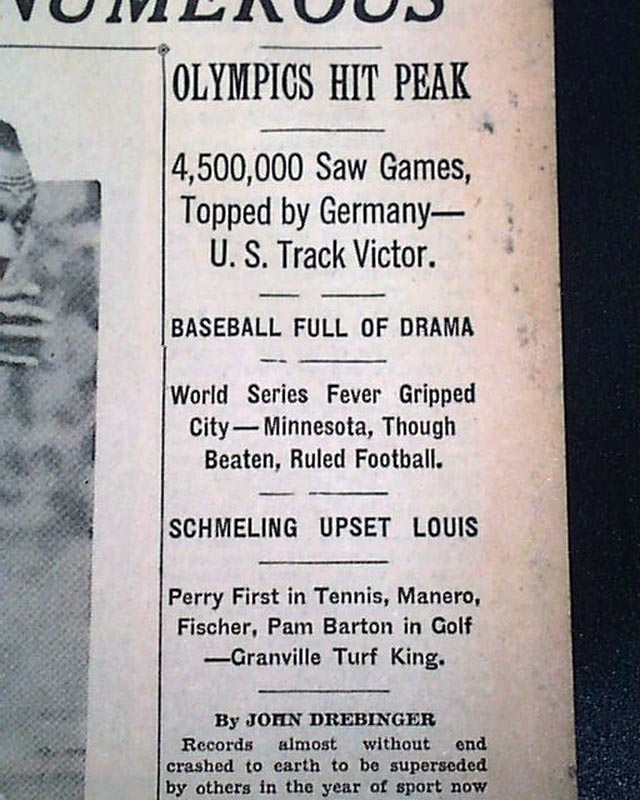 NUMEROUS
OLYMPICS HIT PEAK
4,500,000 Saw Games,
Topped by Germany—
U. S. Track Victor.
BASEBALL FULL OF DRAMA
World Series Fever Gripped
City—Minnesota, Though
Beaten, Ruled Football.
SCHMELING UPSET LOUIS
Perry First in Tennis, Manero,
Fischer, Pam Barton in Golf
—Granville Turf King.
By JOHN DREBINGER
Records almost without end
crashed to earth to be superseded
by others in the year of sport now